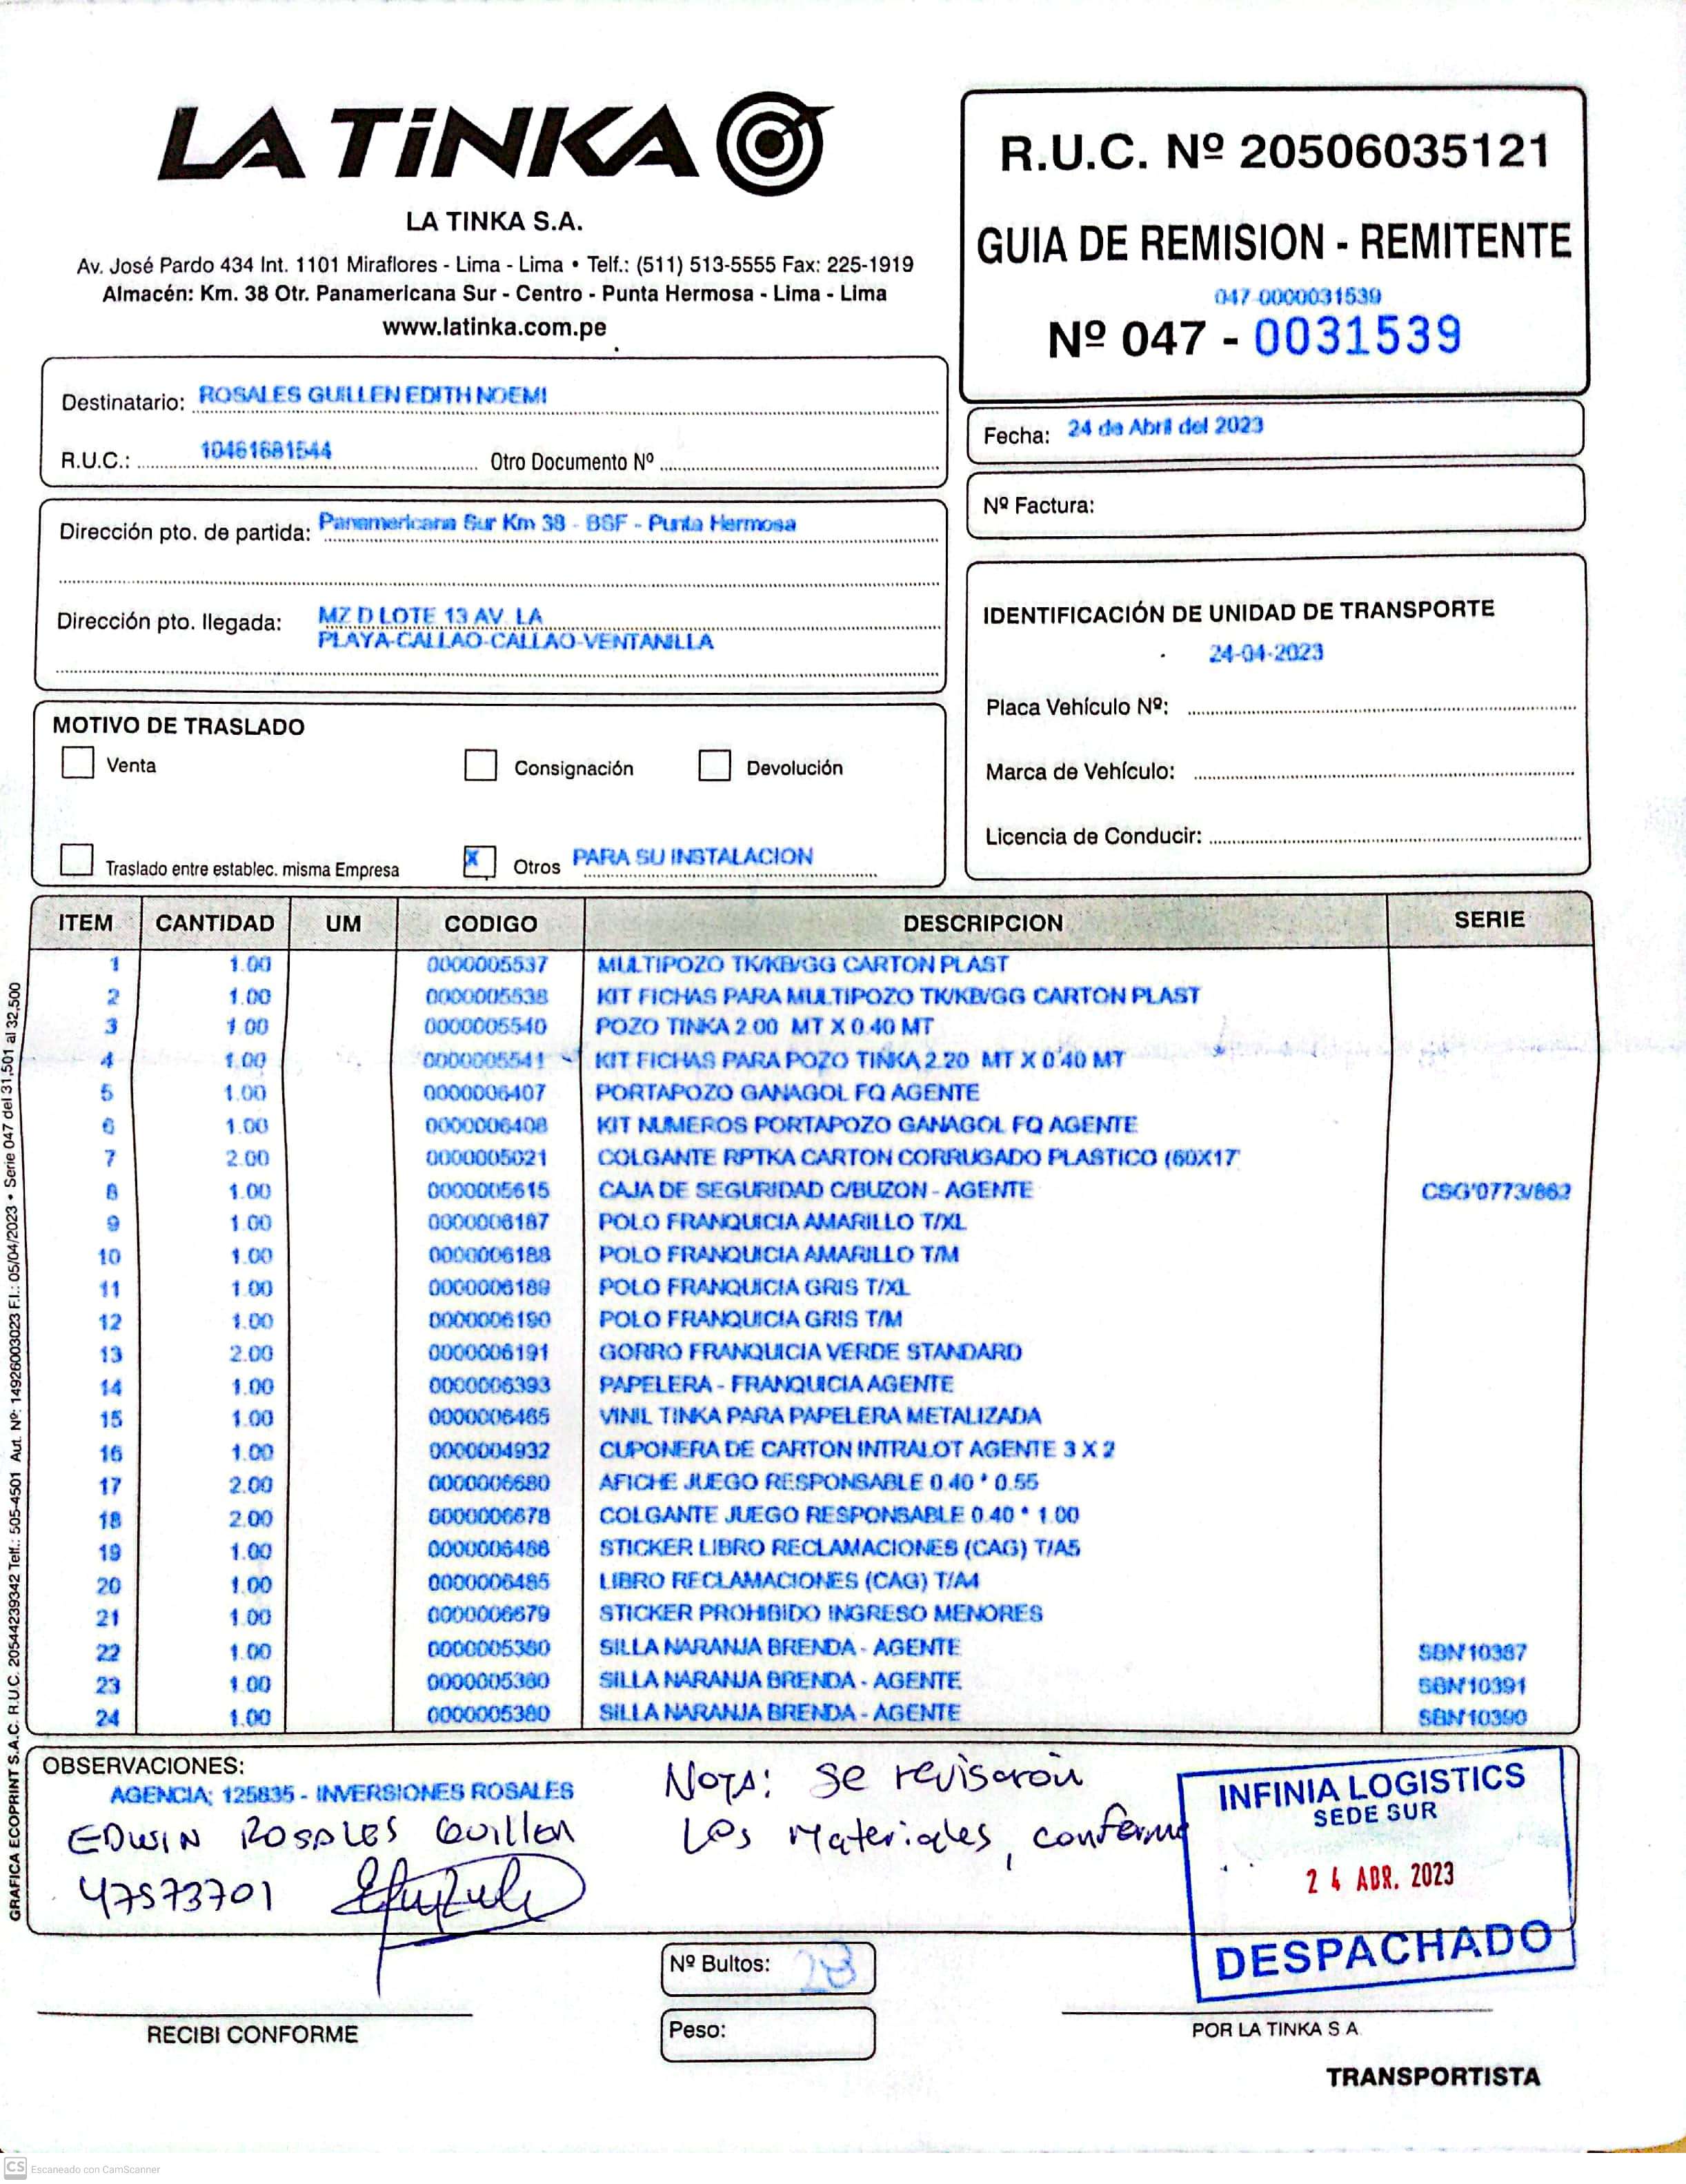 LA TiNKA
LA TINKA S.A.
Av. José Pardo 434 Int. 1101 Miraflores - Lima - Lima • Telf.: (511) 513-5555 Fax: 225-1919
Almacén: Km. 38 Otr. Panamericana Sur - Centro - Punta Hermosa - Lima - Lima
www.latinka.com.pe
R.U.C. Nº 20506035121
GUIA DE REMISION - REMITENTE
047-0000031539
Nº 047 - 0031539
Destinatario: ROSALES GUILLEN EDITH NOEMI
R.U.C.: 10461681544 Otro Documento Nº
Fecha: 24 de Abril del 2023
Nº Factura:
Dirección pto. de partida: Panamericana Sur Km 38 - BSF - Punta Hermosa
Dirección pto. llegada: MZ D LOTE 13 AV. LA
PLAYA-CALLAO-CALLAO-VENTANILLA
IDENTIFICACIÓN DE UNIDAD DE TRANSPORTE
24-04-2023
Placa Vehículo Nº:
Marca de Vehículo:
Licencia de Conducir:
MOTIVO DE TRASLADO
Venta Consignación Devolución
Traslado entre establec. misma Empresa X Otros PARA SU INSTALACION
ITEM CANTIDAD UM CODIGO DESCRIPCION SERIE
1 1.00 0000005537 MULTIPOZO TK/KB/GG CARTON PLAST
2 1.00 0000005538 KIT FICHAS PARA MULTIPOZO TK/KB/GG CARTON PLAST
3 1.00 0000005540 POZO TINKA 2.00 MT X 0.40 MT
4 1.00 0000005541 KIT FICHAS PARA POZO TINKA 2.20 MT X 0.40 MT
5 1.00 0000006407 PORTAPOZO GANAGOL FQ AGENTE
6 1.00 0000006408 KIT NUMEROS PORTAPOZO GANAGOL FQ AGENTE
7 2.00 0000005021 COLGANTE RPTKA CARTON CORRUGADO PLASTICO (60X17
8 1.00 0000005615 CAJA DE SEGURIDAD C/BUZON - AGENTE CSG'0773/862
9 1.00 0000006187 POLO FRANQUICIA AMARILLO T/XL
10 1.00 0000006188 POLO FRANQUICIA AMARILLO T/M
11 1.00 0000006189 POLO FRANQUICIA GRIS T/XL
12 1.00 0000006190 POLO FRANQUICIA GRIS T/M
13 2.00 0000006191 GORRO FRANQUICIA VERDE STANDARD
14 1.00 0000006393 PAPELERA - FRANQUICIA AGENTE
15 1.00 0000006465 VINIL TINKA PARA PAPELERA METALIZADA
16 1.00 0000004932 CUPONERA DE CARTON INTRALOT AGENTE 3 X 2
17 2.00 0000006680 AFICHE JUEGO RESPONSABLE 0.40 * 0.55
18 2.00 0000006678 COLGANTE JUEGO RESPONSABLE 0.40 * 1.00
19 1.00 0000006486 STICKER LIBRO RECLAMACIONES (CAG) T/A5
20 1.00 0000006485 LIBRO RECLAMACIONES (CAG) T/A4
21 1.00 0000006679 STICKER PROHIBIDO INGRESO MENORES
22 1.00 0000005380 SILLA NARANJA BRENDA - AGENTE SBN'10387
23 1.00 0000005380 SILLA NARANJA BRENDA - AGENTE SBN'10391
24 1.00 0000005380 SILLA NARANJA BRENDA - AGENTE SBN'10390
GRAFICA ECOPRINT S.A.C. R.U.C. 20544239342 Telf.: 505-4501 Aut. Nº: 14926003023 F.I.: 05/04/2023 • Serie 047 del 31,501 al 32,500
OBSERVACIONES:
AGENCIA: 125835 - INVERSIONES ROSALES
EDWIN ROSALES Guillen
47573701
Nota: se revisaron
Los materiales, conforme
INFINIA LOGISTICS
SEDE SUR
24 ABR. 2023
DESPACHADO
Nº Bultos: 23
Peso:
RECIBI CONFORME
POR LA TINKA S A
TRANSPORTISTA
CS Escaneado con CamScanner